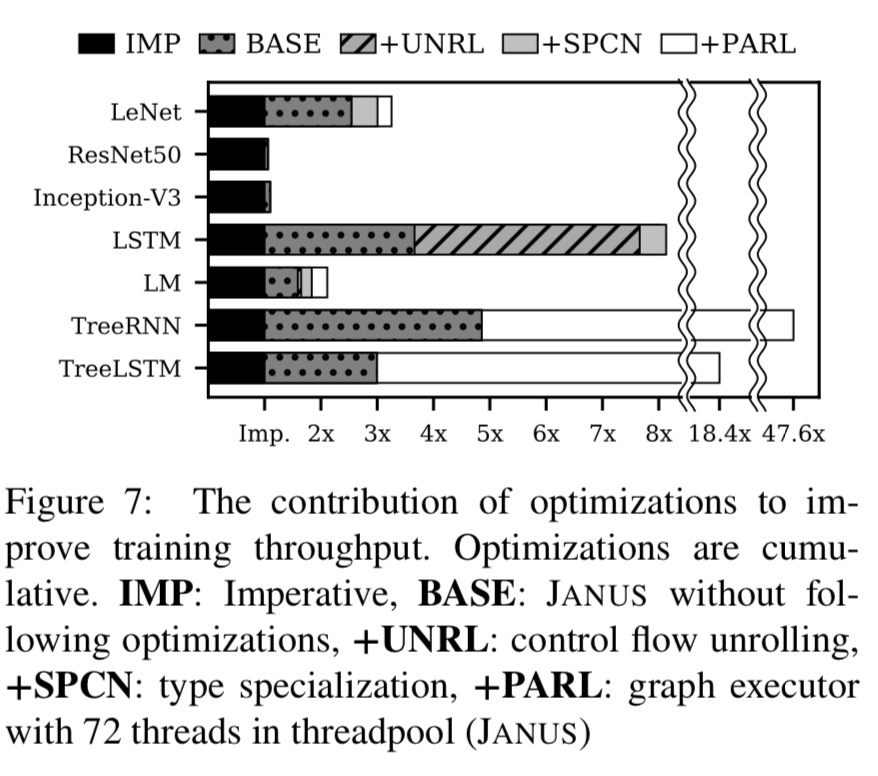 IMP BASE +UNRL +SPCN +PARL
LeNet
ResNet50
Inception-V3
LSTM
LM
TreeRNN
TreeLSTM
Imp. 2x 3x 4x 5x 6x 7x 8x 18.4x 47.6x
Figure 7: The contribution of optimizations to im-
prove training throughput. Optimizations are cumu-
lative. IMP: Imperative, BASE: JANUS without fol-
lowing optimizations, +UNRL: control flow unrolling,
+SPCN: type specialization, +PARL: graph executor
with 72 threads in threadpool (JANUS)